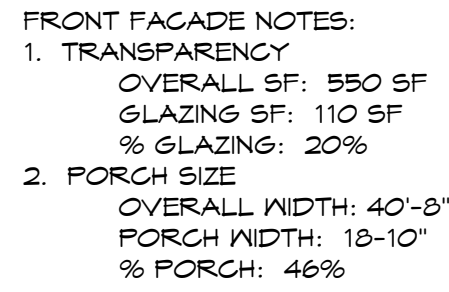 FRONT FACADE NOTES:
1. TRANSPARENCY
OVERALL SF: 550 SF
GLAZING SF: 110 SF
% GLAZING: 20%
2. PORCH SIZE
OVERALL WIDTH: 40'-8"
PORCH WIDTH: 18-10"
% PORCH: 46%